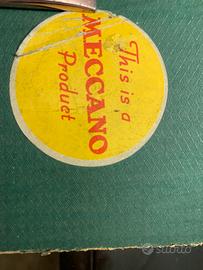 This is a
MECCANO
Product
subito